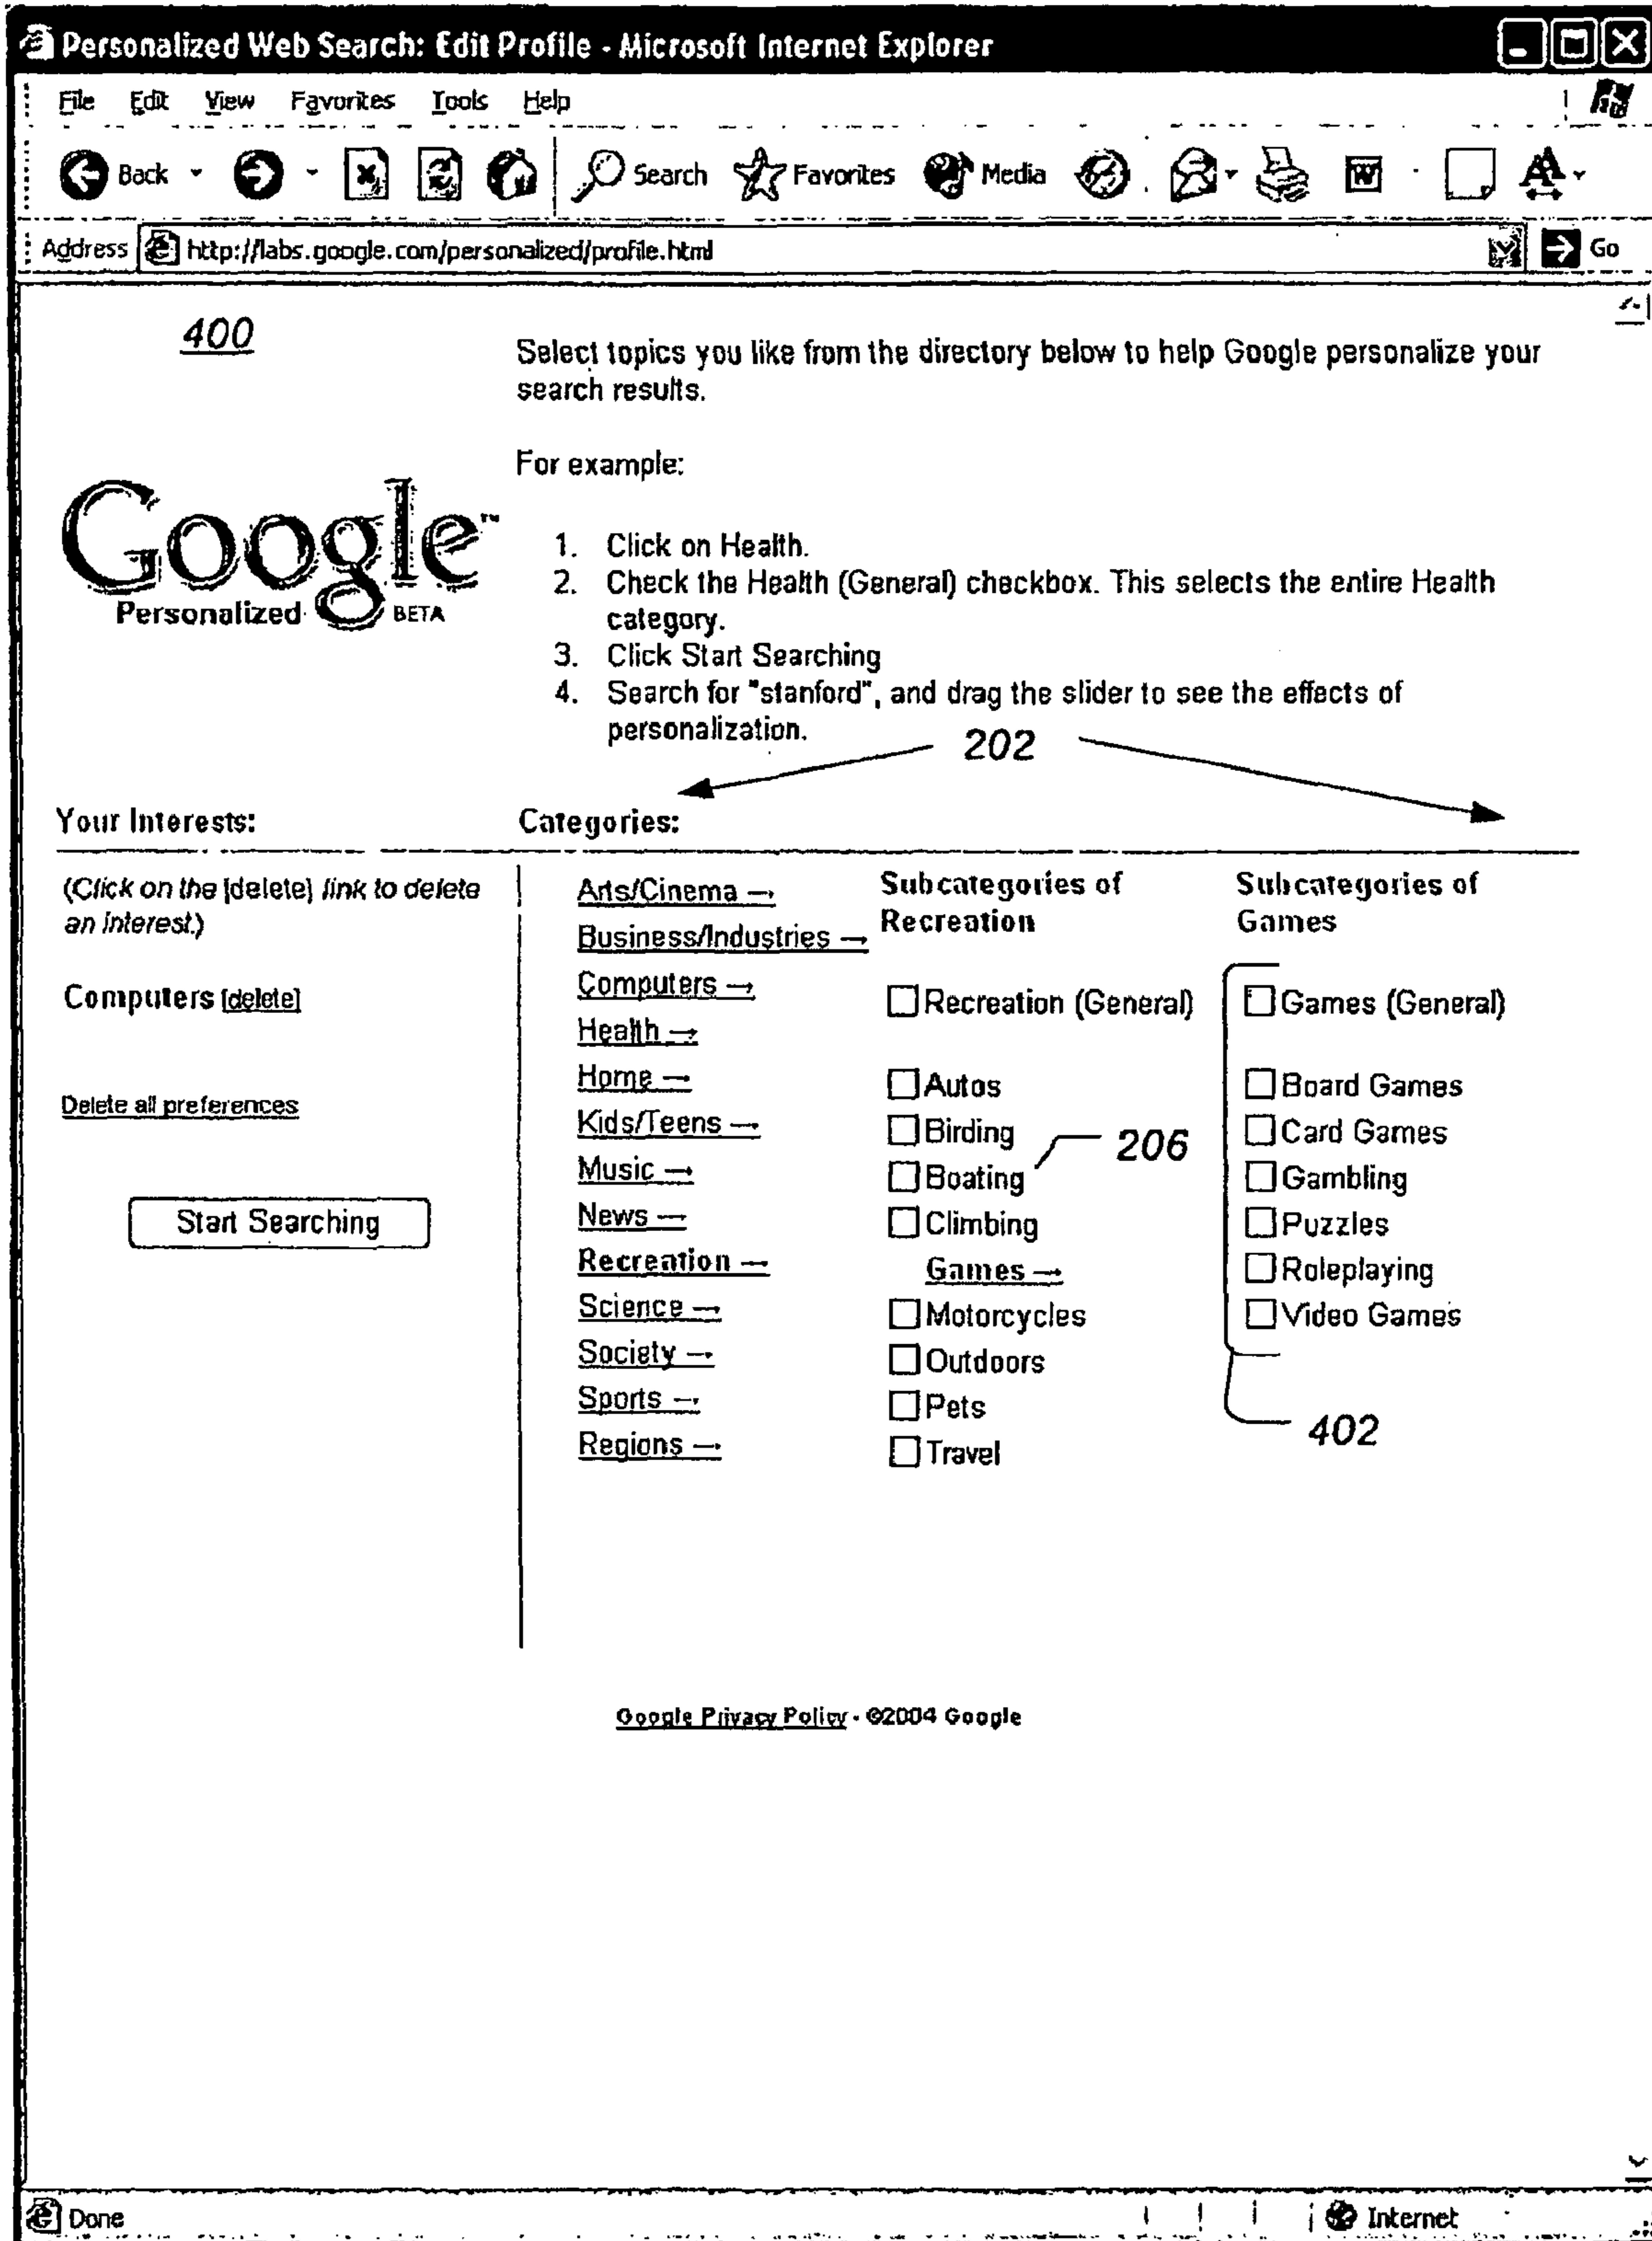 Personalized Web Search: Edit Profile - Microsoft Internet Explorer
File Edit View Favorites Tools Help
Back Search Favorites Media W A
Address http://labs.google.com/personalized/profile.html Go
400
Select topics you like from the directory below to help Google personalize your
search results.
For example:
Google™
Personalized BETA
1. Click on Health.
2. Check the Health (General) checkbox. This selects the entire Health
category.
3. Click Start Searching
4. Search for "stanford", and drag the slider to see the effects of
personalization.
202
Your Interests:
(Click on the [delete] link to delete
an interest.)
Computers [delete]
Delete all preferences
Start Searching
Categories:
Arts/Cinema →
Business/Industries →
Computers →
Health →
Home →
Kids/Teens →
Music →
News →
Recreation →
Science →
Society →
Sports →
Regions →
Subcategories of
Recreation
Recreation (General)
Autos
Birding
Boating
206
Climbing
Games →
Motorcycles
Outdoors
Pets
Travel
Subcategories of
Games
Games (General)
Board Games
Card Games
Gambling
Puzzles
Roleplaying
Video Games
402
Google Privacy Policy - ©2004 Google
Done Internet